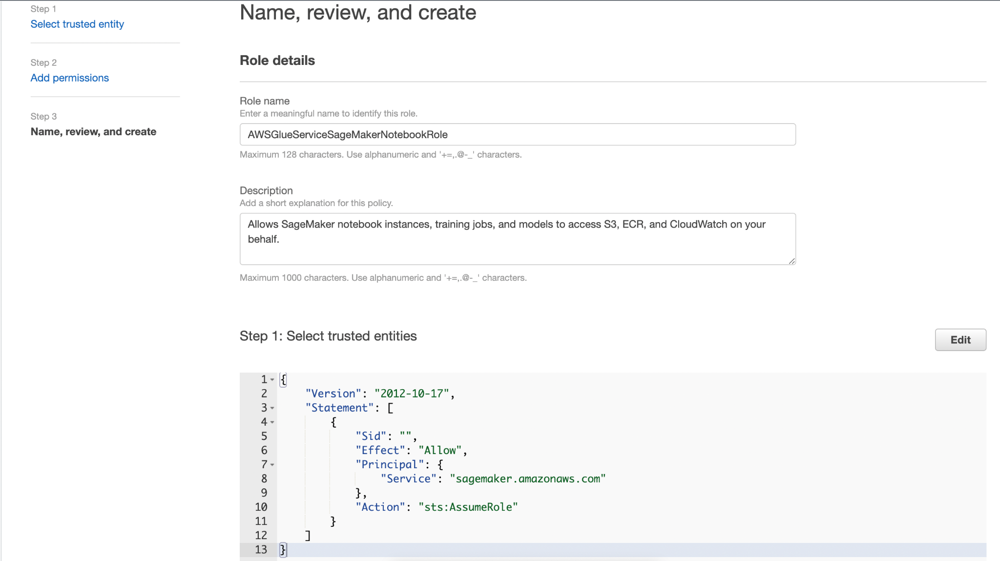 Step 1
Select trusted entity
Step 2
Add permissions
Step 3
Name, review, and create
Name, review, and create
Role details
Role name
Enter a meaningful name to identify this role.
AWSGlueServiceSageMakerNotebookRole
Maximum 128 characters. Use alphanumeric and '+=,.@-_' characters.
Description
Add a short explanation for this policy.
Allows SageMaker notebook instances, training jobs, and models to access S3, ECR, and CloudWatch on your
behalf.
Maximum 1000 characters. Use alphanumeric and '+=,.@-_' characters.
Step 1: Select trusted entities
Edit
1 {
2     "Version": "2012-10-17",
3     "Statement": [
4         {
5             "Sid": "",
6             "Effect": "Allow",
7             "Principal": {
8                 "Service": "sagemaker.amazonaws.com"
9             },
10             "Action": "sts:AssumeRole"
11         }
12     ]
13 }